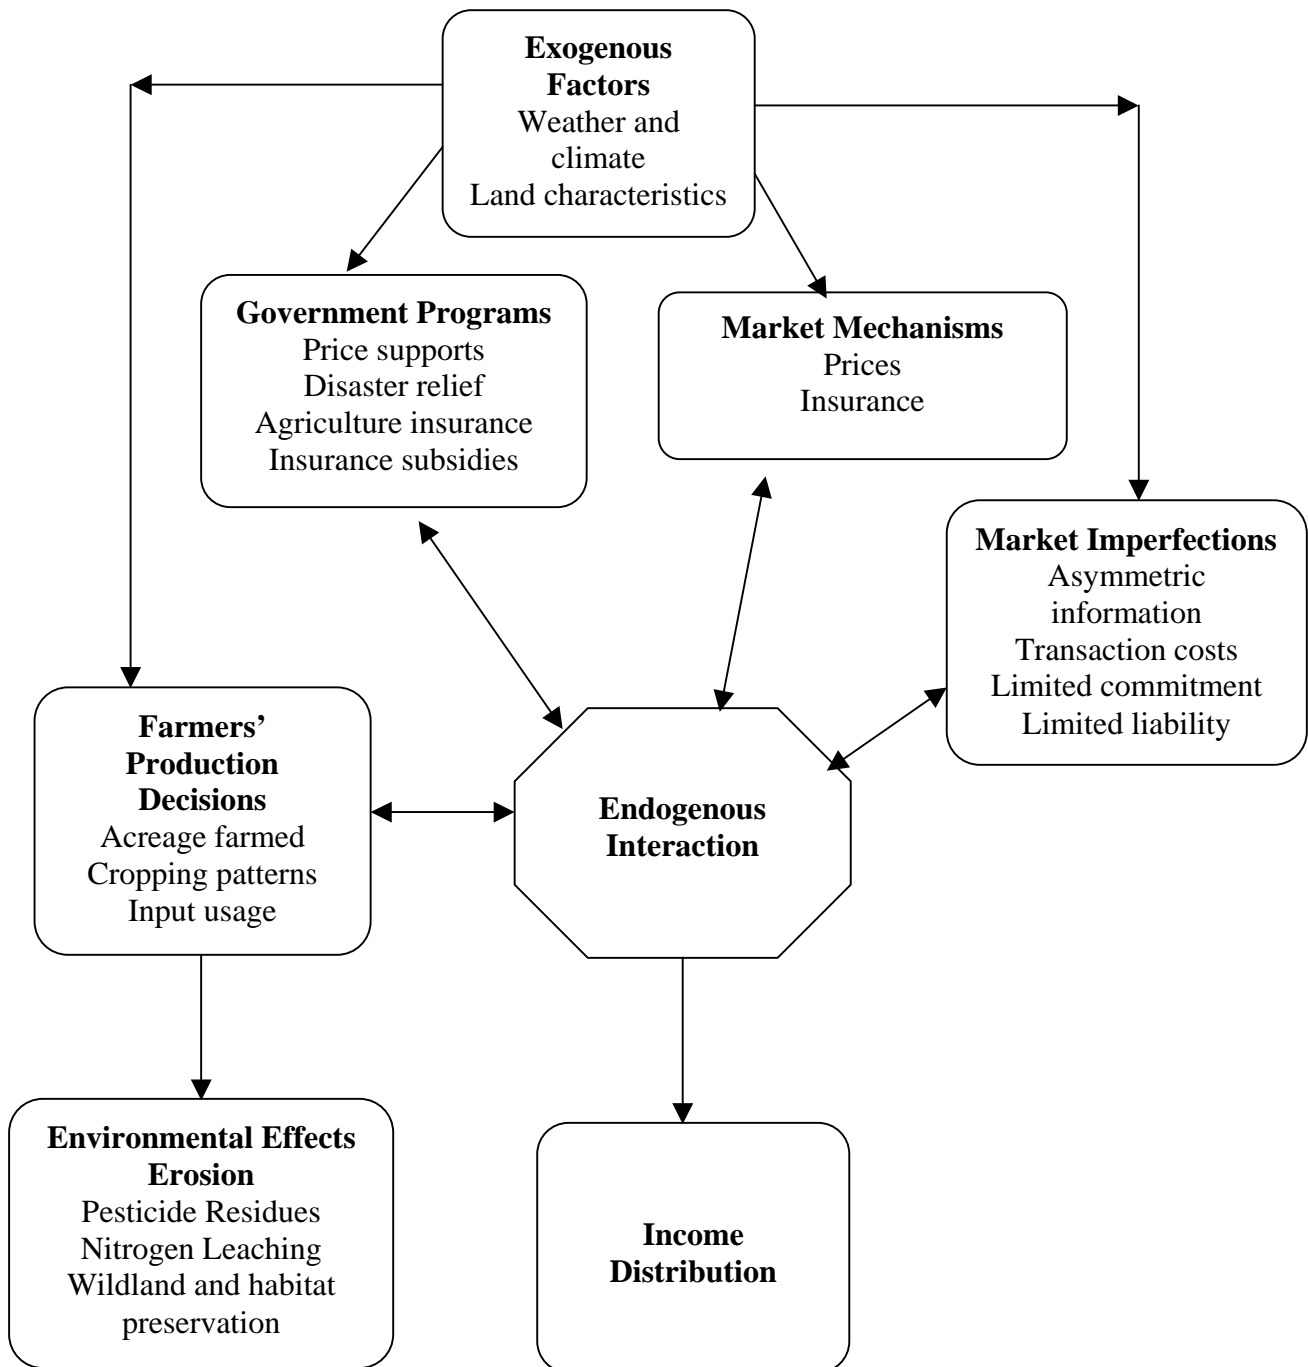 Exogenous
Factors
Weather and
climate
Land characteristics
Government Programs
Price supports
Disaster relief
Agriculture insurance
Insurance subsidies
Market Mechanisms
Prices
Insurance
Market Imperfections
Asymmetric
information
Transaction costs
Limited commitment
Limited liability
Farmers’
Production
Decisions
Acreage farmed
Cropping patterns
Input usage
Endogenous
Interaction
Environmental Effects
Erosion
Pesticide Residues
Nitrogen Leaching
Wildland and habitat
preservation
Income
Distribution